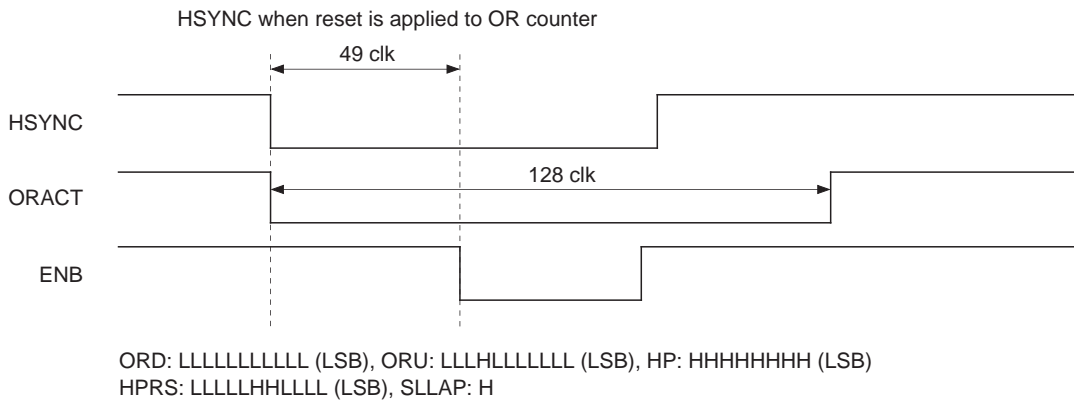 HSYNC when reset is applied to OR counter
49 clk
HSYNC
128 clk
ORACT
ENB
ORD: LLLLLLLLLLL (LSB), ORU: LLLHLLLLLLL (LSB), HP: HHHHHHHH (LSB)
HPRS: LLLLLHHLLLL (LSB), SLLAP: H